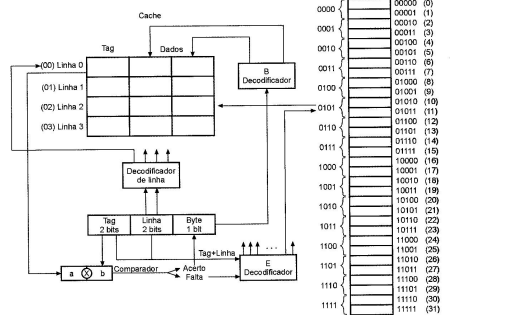 Cache
Tag Dados
(00) Linha 0
(01) Linha 1
(02) Linha 2
(03) Linha 3
B
Decodificador
Decodificador
de linha
Tag Linha Byte
2 bits 2 bits 1 bit
Tag+Linha
a b Comparador Acerto
Falta
E
Decodificador
0000
0001
0010
0011
0100
0101
0110
0111
1000
1001
1010
1011
1100
1101
1110
1111
00000 (0)
00001 (1)
00010 (2)
00011 (3)
00100 (4)
00101 (5)
00110 (6)
00111 (7)
01000 (8)
01001 (9)
01010 (10)
01011 (11)
01100 (12)
01101 (13)
01110 (14)
01111 (15)
10000 (16)
10001 (17)
10010 (18)
10011 (19)
10100 (20)
10101 (21)
10110 (22)
10111 (23)
11000 (24)
11001 (25)
11010 (26)
11011 (27)
11100 (28)
11101 (29)
11110 (30)
11111 (31)